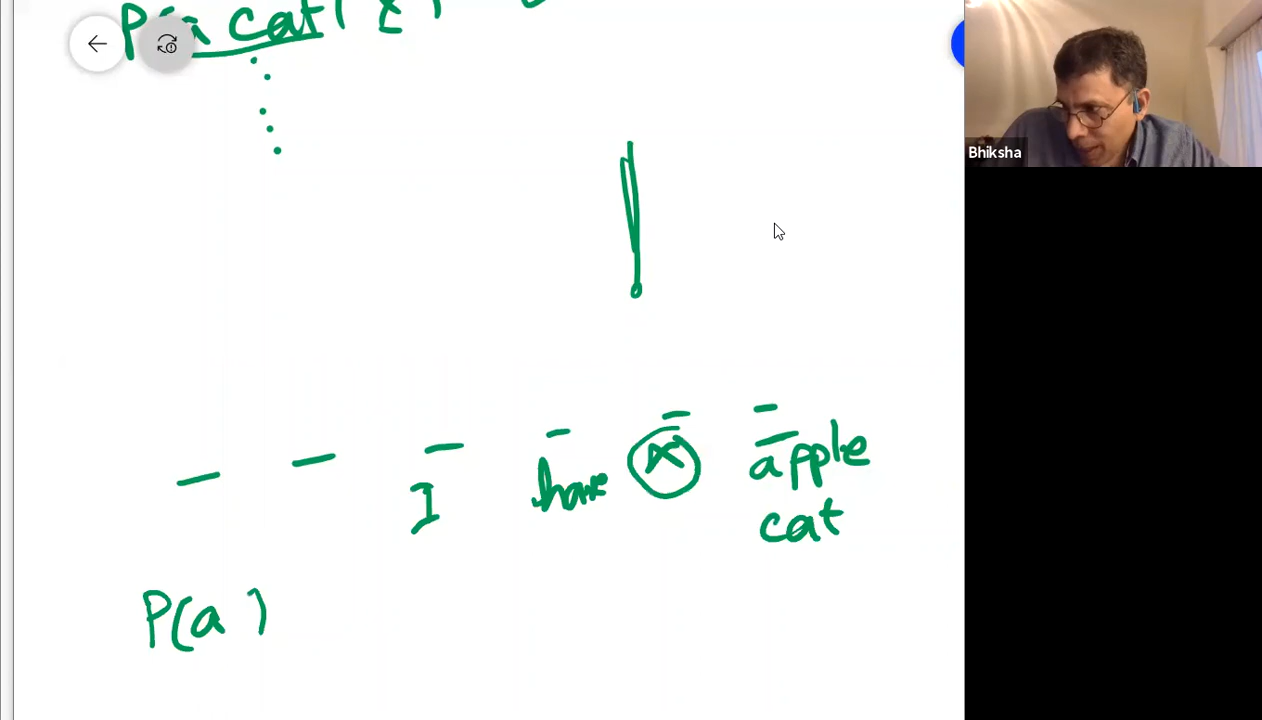 P(a cat | x)
Bhiksha
I have x apple
cat
P(a )